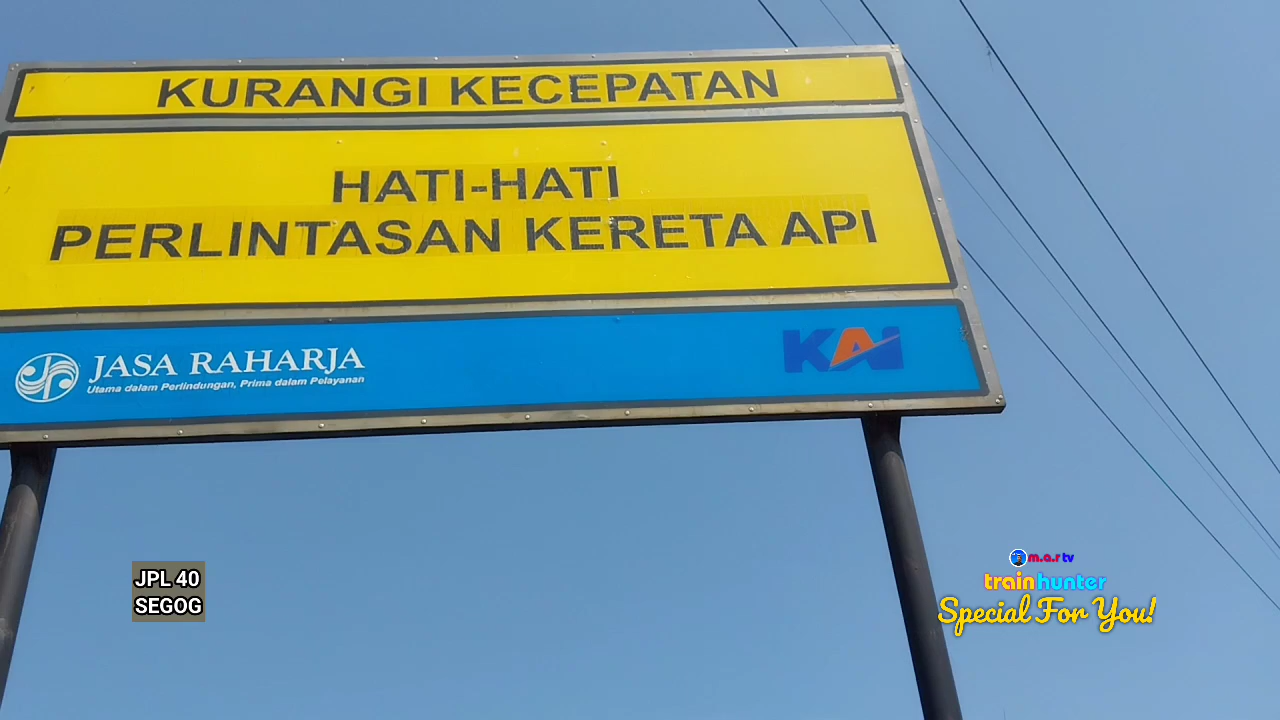 KURANGI KECEPATAN
HATI-HATI
PERLINTASAN KERETA API
JASA RAHARJA
Utama dalam Perlindungan, Prima dalam Pelayanan
KAI
JPL 40
SEGOG
m.a.r tv
trainhunter
Special For You!